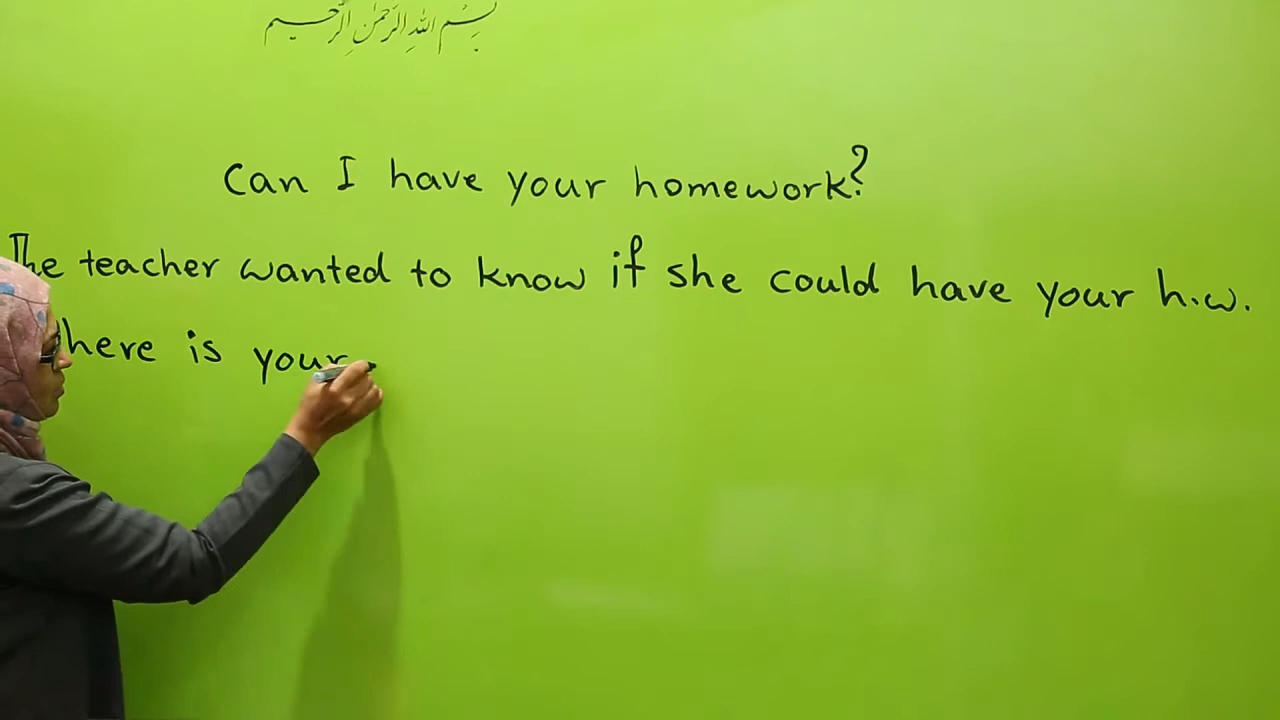 بسم الله الرحمن الرحيم
Can I have your homework?
The teacher wanted to know if she could have your h.w.
here is your